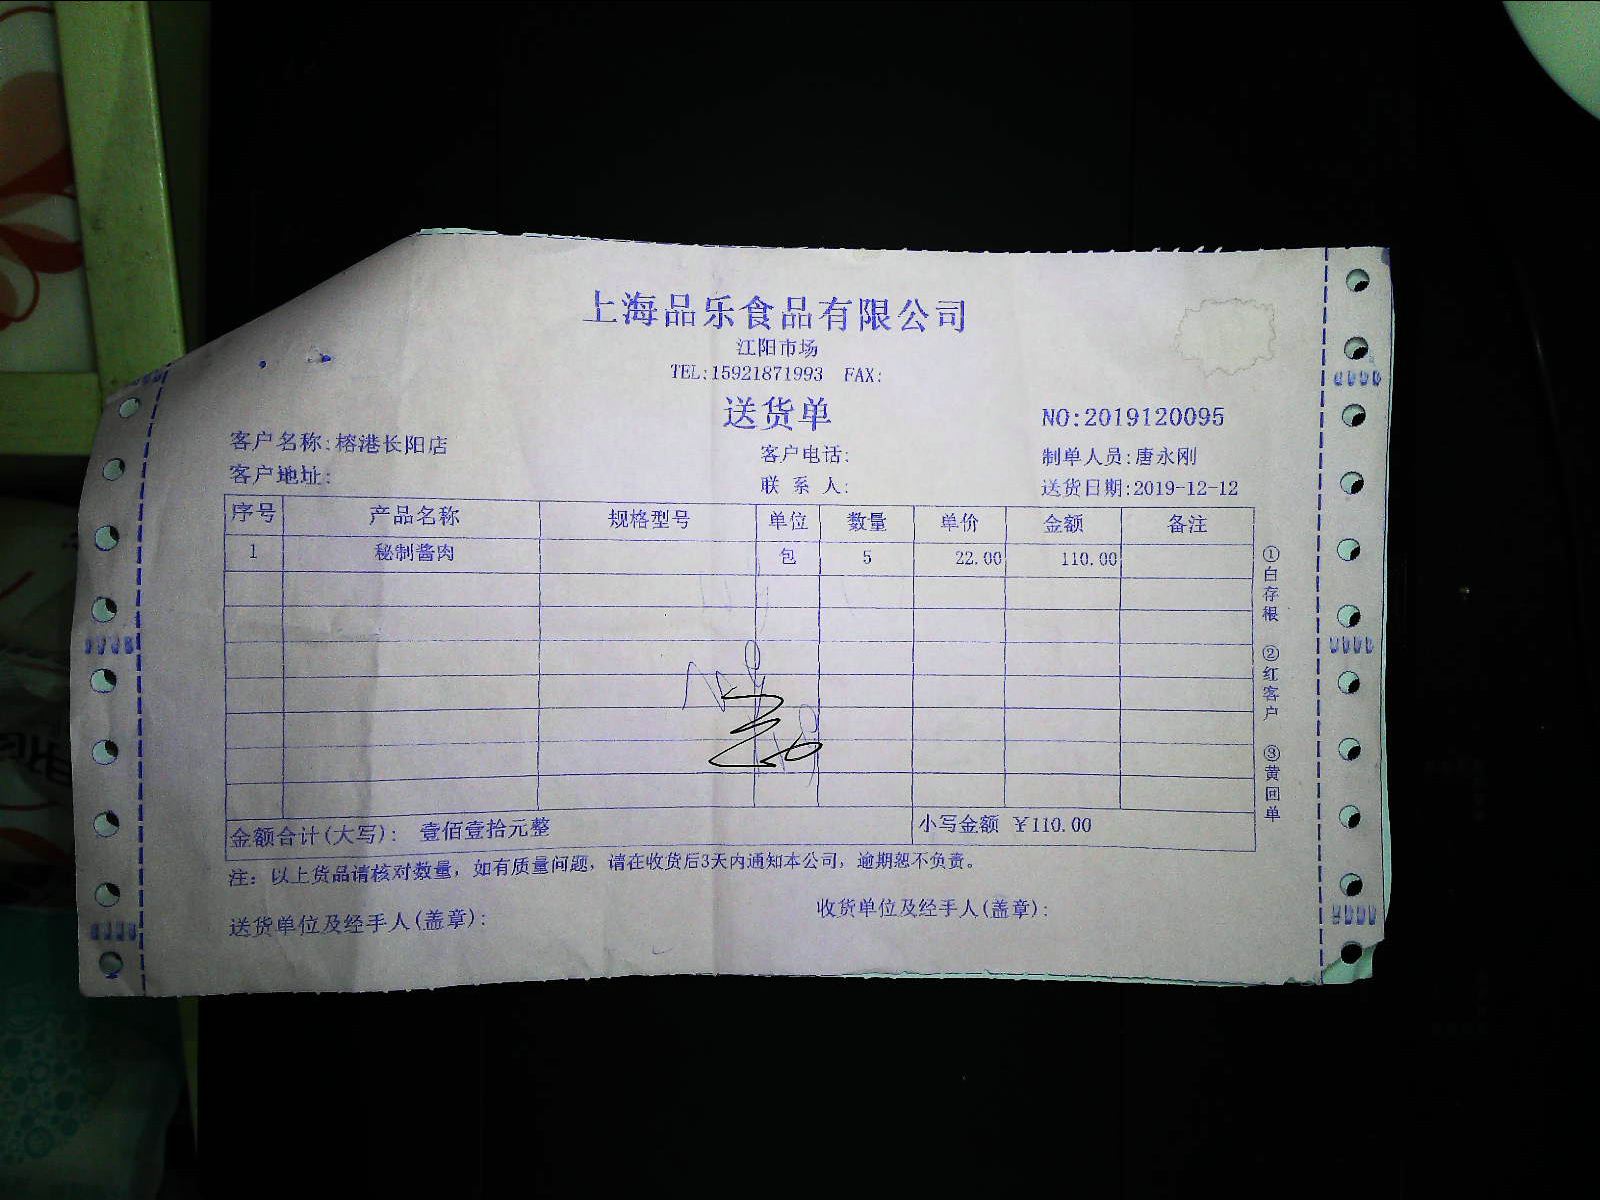 上海品乐食品有限公司
江阳市场
TEL:15921871993 FAX:
送货单
NO:2019120095
客户名称:榕港长阳店 客户电话: 制单人员:唐永刚
客户地址: 联系人: 送货日期:2019-12-12
序号 产品名称 规格型号 单位 数量 单价 金额 备注
1 秘制酱肉 包 5 22.00 110.00
金额合计(大写): 壹佰壹拾元整 小写金额 ¥110.00
注: 以上货品请核对数量, 如有质量问题, 请在收货后3天内通知本公司, 逾期恕不负责。
送货单位及经手人(盖章): 收货单位及经手人(盖章):
①白存根 ②红客户 ③黄回单